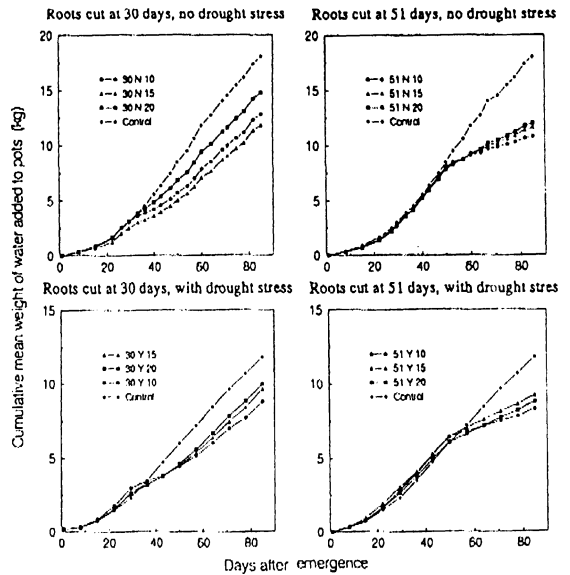 Roots cut at 30 days, no drought stress
Roots cut at 51 days, no drought stress
Cumulative mean weight of water added to pots (kg)
20
15
10
5
0
30 N 10
30 N 15
30 N 20
Control
0 20 40 60 80
20
15
10
5
0
51 N 10
51 N 15
51 N 20
Control
0 20 40 60 80
Roots cut at 30 days, with drought stress
Roots cut at 51 days, with drought stress
15
10
5
0
30 Y 15
30 Y 20
30 Y 10
Control
0 20 40 60 80
15
10
5
0
51 Y 10
51 Y 15
51 Y 20
Control
0 20 40 60 80
Days after emergence